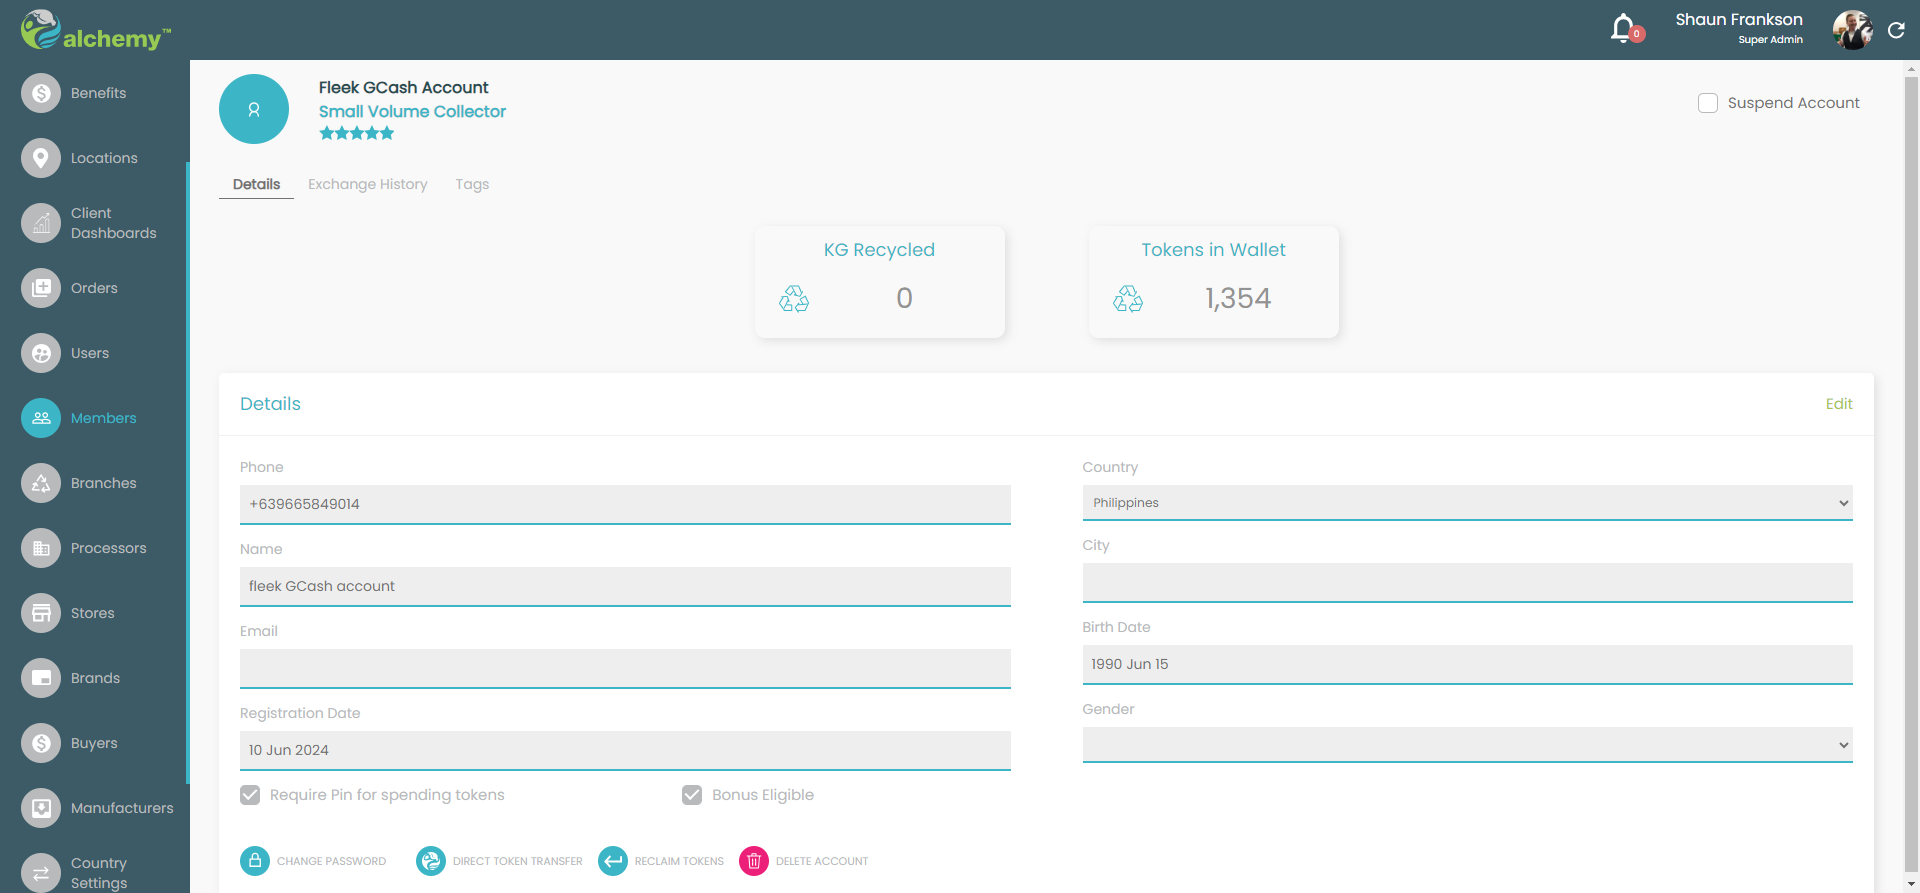 alchemy™
0
Shaun Frankson
Super Admin
Benefits
Locations
Client
Dashboards
Orders
Users
Members
Branches
Processors
Stores
Brands
Buyers
Manufacturers
Country
Settings
Fleek GCash Account
Small Volume Collector
Suspend Account
Details
Exchange History
Tags
KG Recycled
0
Tokens in Wallet
1,354
Details
Edit
Phone
+639665849014
Name
fleek GCash account
Email
Registration Date
10 Jun 2024
Country
Philippines
City
Birth Date
1990 Jun 15
Gender
Require Pin for spending tokens
Bonus Eligible
CHANGE PASSWORD
DIRECT TOKEN TRANSFER
RECLAIM TOKENS
DELETE ACCOUNT